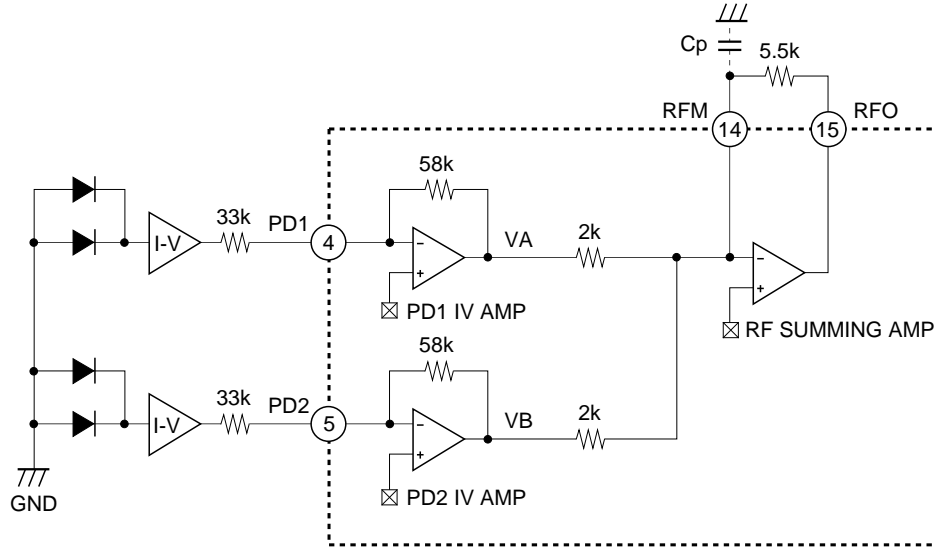 Cp
5.5k
RFM
14
15
RFO
58k
33k
PD1
4
I-V
−
+
VA
2k
−
+
PD1 IV AMP
RF SUMMING AMP
58k
33k
PD2
5
I-V
−
+
VB
2k
GND
PD2 IV AMP